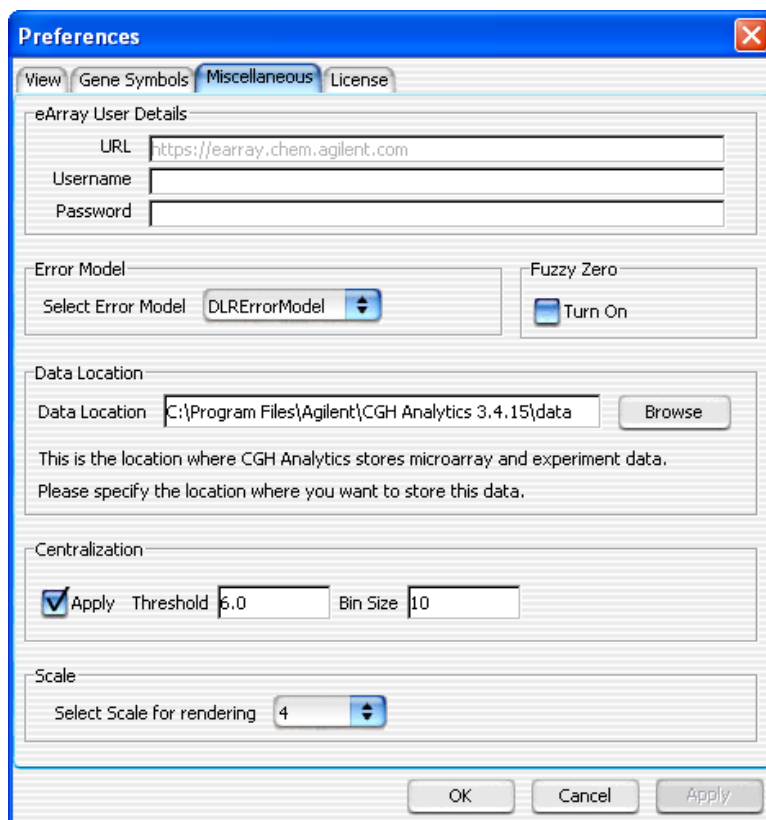 Preferences
View Gene Symbols Miscellaneous License
eArray User Details
URL https://earray.chem.agilent.com
Username
Password
Error Model
Select Error Model DLRErrorModel
Fuzzy Zero
Turn On
Data Location
Data Location C:\Program Files\Agilent\CGH Analytics 3.4.15\data Browse
This is the location where CGH Analytics stores microarray and experiment data.
Please specify the location where you want to store this data.
Centralization
Apply Threshold 6.0 Bin Size 10
Scale
Select Scale for rendering 4
OK Cancel Apply